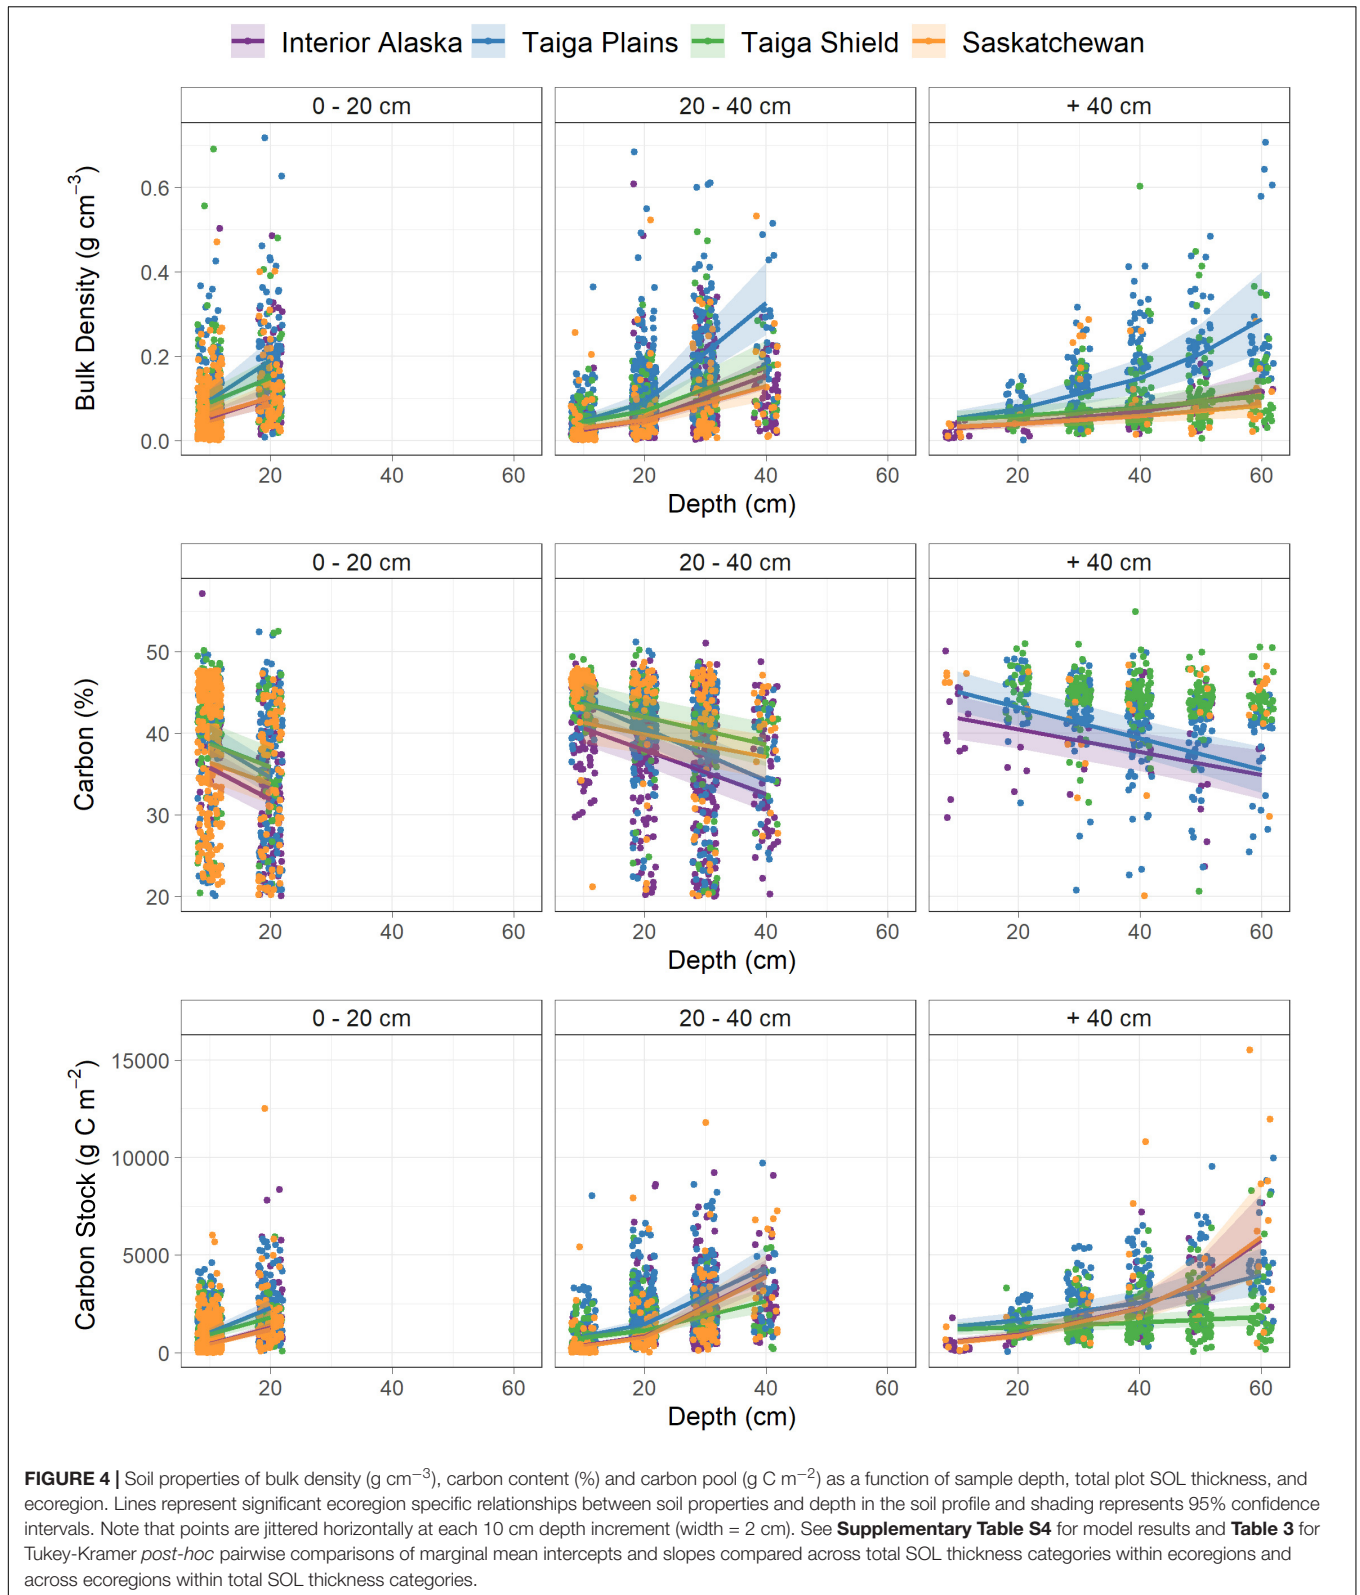 Interior Alaska Taiga Plains Taiga Shield Saskatchewan
0 - 20 cm 20 - 40 cm + 40 cm
Bulk Density (g cm−3)
0.6
0.4
0.2
0.0
20 40 60 20 40 60 20 40 60
Depth (cm)
0 - 20 cm 20 - 40 cm + 40 cm
Carbon (%)
50
40
30
20
20 40 60 20 40 60 20 40 60
Depth (cm)
0 - 20 cm 20 - 40 cm + 40 cm
Carbon Stock (g C m−2)
15000
10000
5000
0
20 40 60 20 40 60 20 40 60
Depth (cm)
FIGURE 4 | Soil properties of bulk density (g cm−3), carbon content (%) and carbon pool (g C m−2) as a function of sample depth, total plot SOL thickness, and
ecoregion. Lines represent significant ecoregion specific relationships between soil properties and depth in the soil profile and shading represents 95% confidence
intervals. Note that points are jittered horizontally at each 10 cm depth increment (width = 2 cm). See Supplementary Table S4 for model results and Table 3 for
Tukey-Kramer post-hoc pairwise comparisons of marginal mean intercepts and slopes compared across total SOL thickness categories within ecoregions and
across ecoregions within total SOL thickness categories.